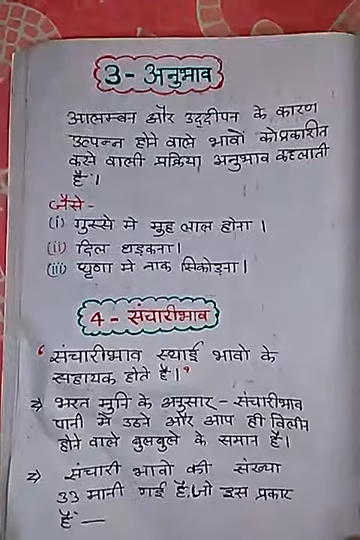 3 - अनुभाव
आलम्बन और उद्दीपन के कारण
उत्पन्न होने वाले भावों को प्रकाशित
करने वाली प्रक्रिया अनुभाव कहलाती
है।
जैसे -
(i) गुस्से मे मुह लाल होना ।
(ii) दिल धड़कना।
(iii) घृणा मे नाक सिकोड़ना।
4 - संचारीभाव
“संचारीभाव स्थाई भावो के
सहायक होते है।”
→ भरत मुनि के अनुसार - संचारीभाव
पानी मे उठने और आप ही विलीन
होने वाले बुलबुले के समान है।
→ संचारी भावो की संख्या
33 मानी गई है। जो इस प्रकार
है —